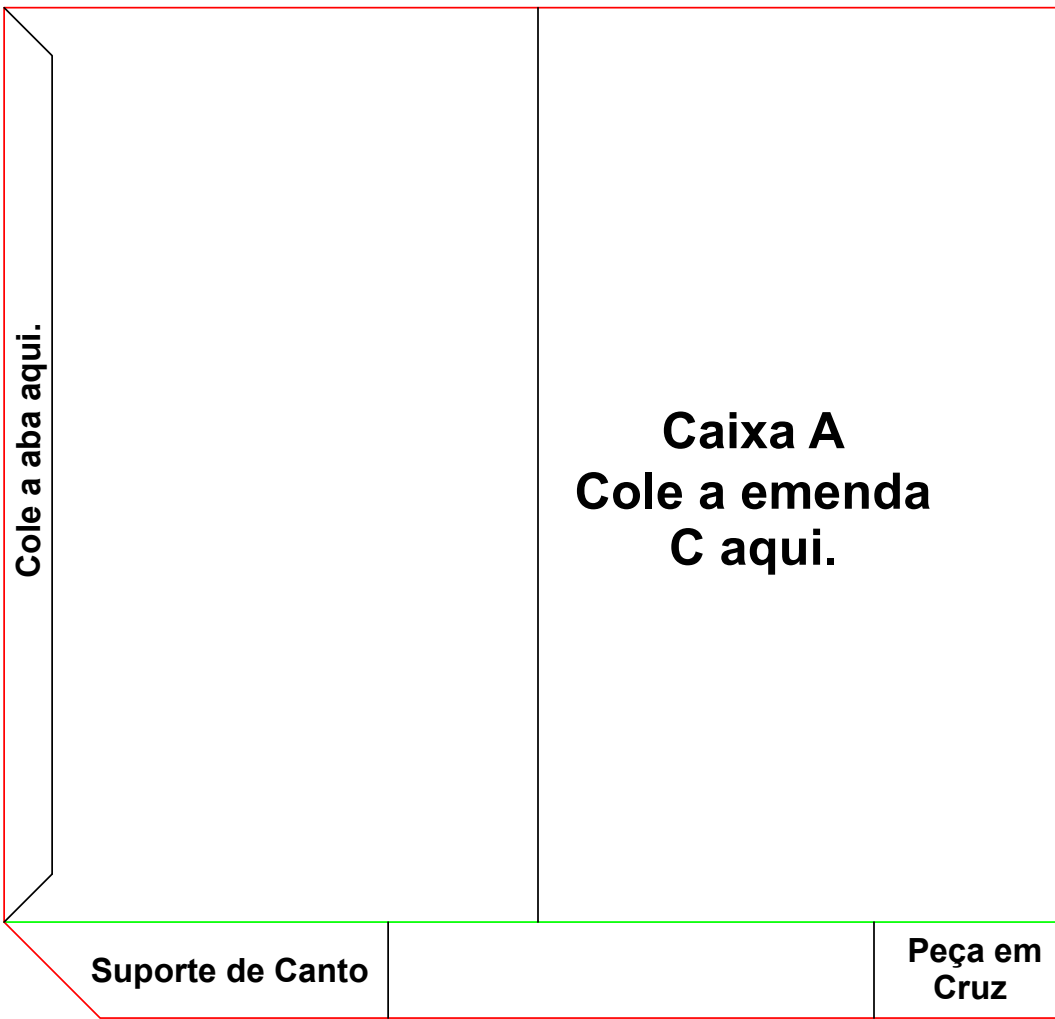 Cole a aba aqui.
Caixa A
Cole a emenda
C aqui.
Suporte de Canto
Peça em
Cruz